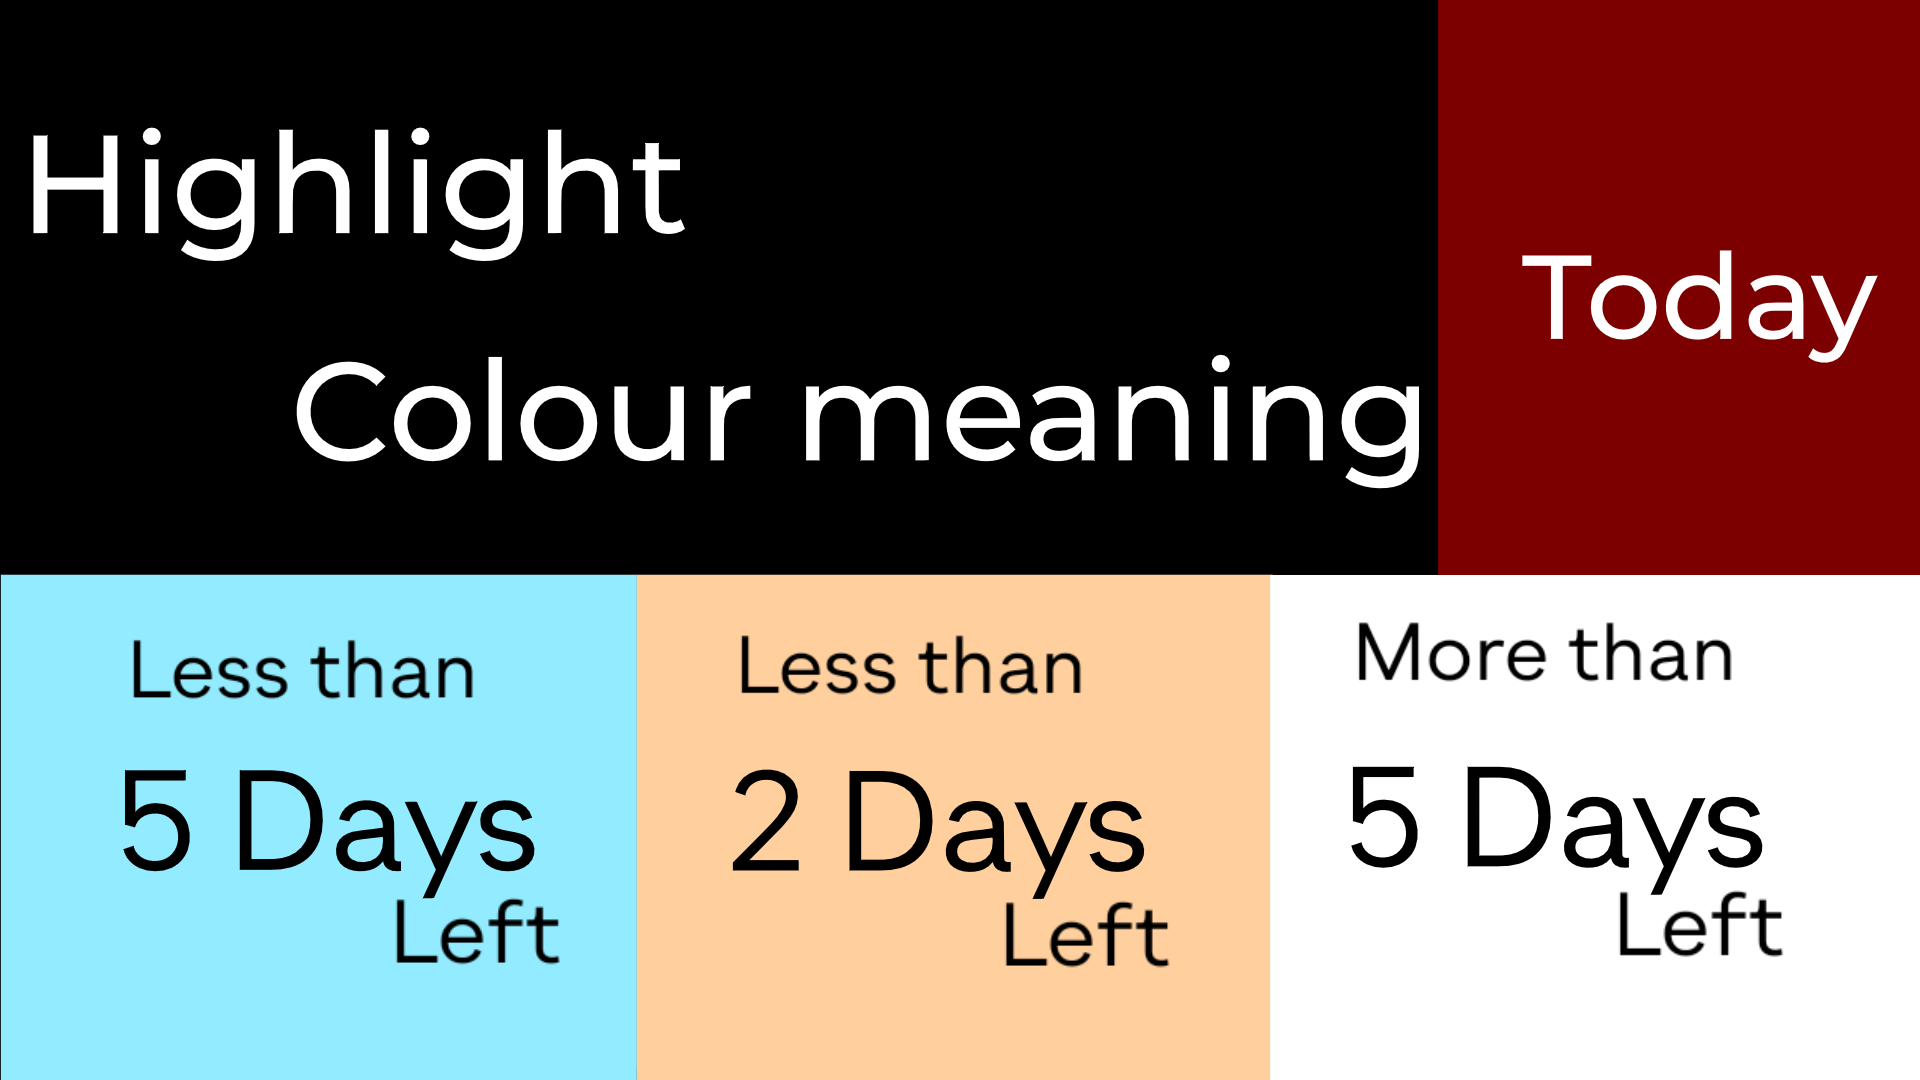 Highlight
Colour meaning
Today
Less than
5 Days
Left
Less than
2 Days
Left
More than
5 Days
Left